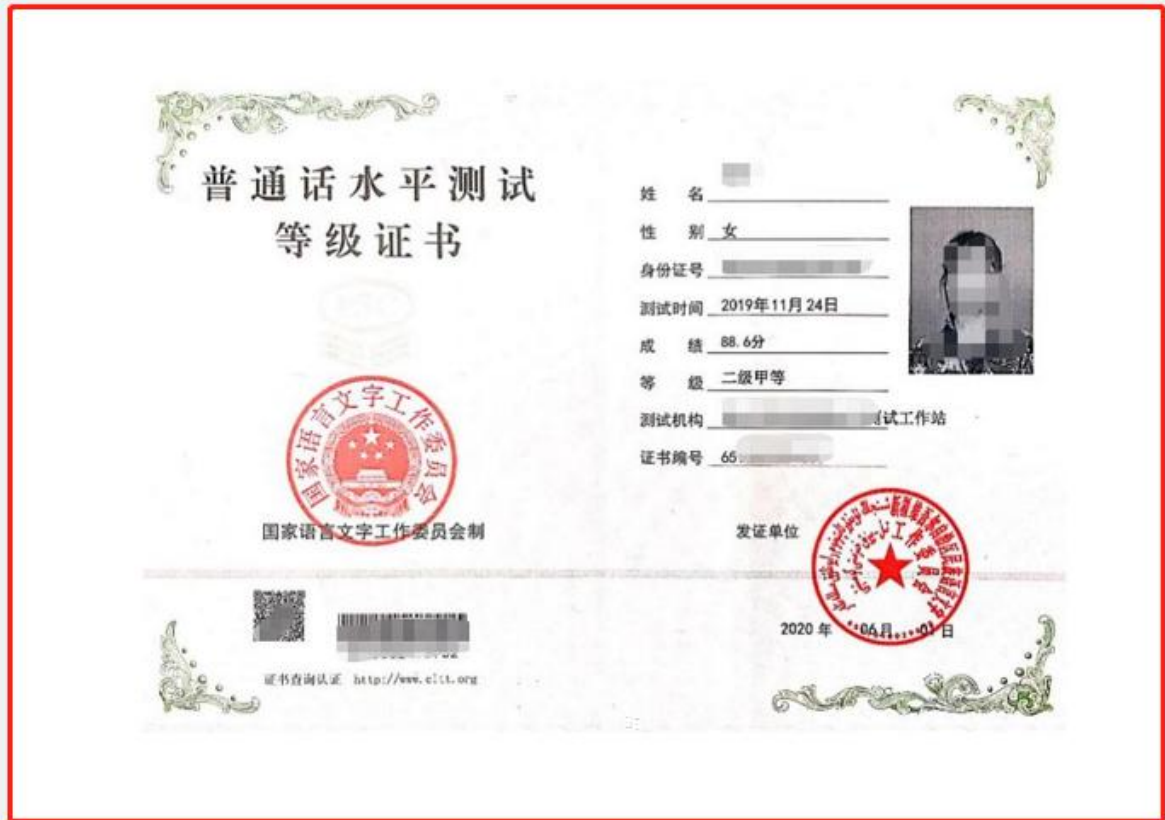 普通话水平测试
等级证书
国家语言文字工作委员会
国家语言文字工作委员会制
证书查询认证 http://www.cltt.org
姓 名
性 别 女
身份证号
测试时间 2019年11月24日
成 绩 88.6分
等 级 二级甲等
测试机构 试工作站
证书编号 65
发证单位
工作委员会
2020 年 06月 01日